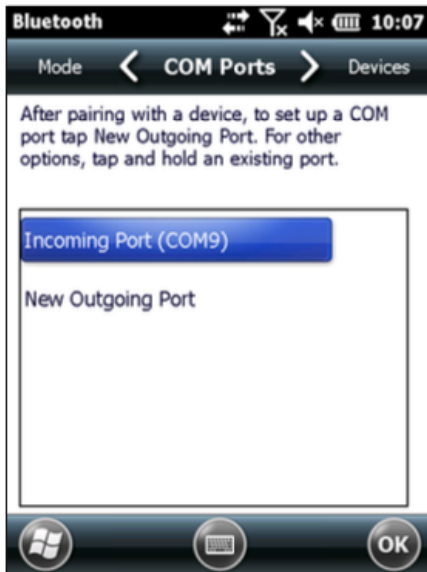 Bluetooth 10:07
Mode COM Ports Devices
After pairing with a device, to set up a COM
port tap New Outgoing Port. For other
options, tap and hold an existing port.
Incoming Port (COM9)
New Outgoing Port
OK